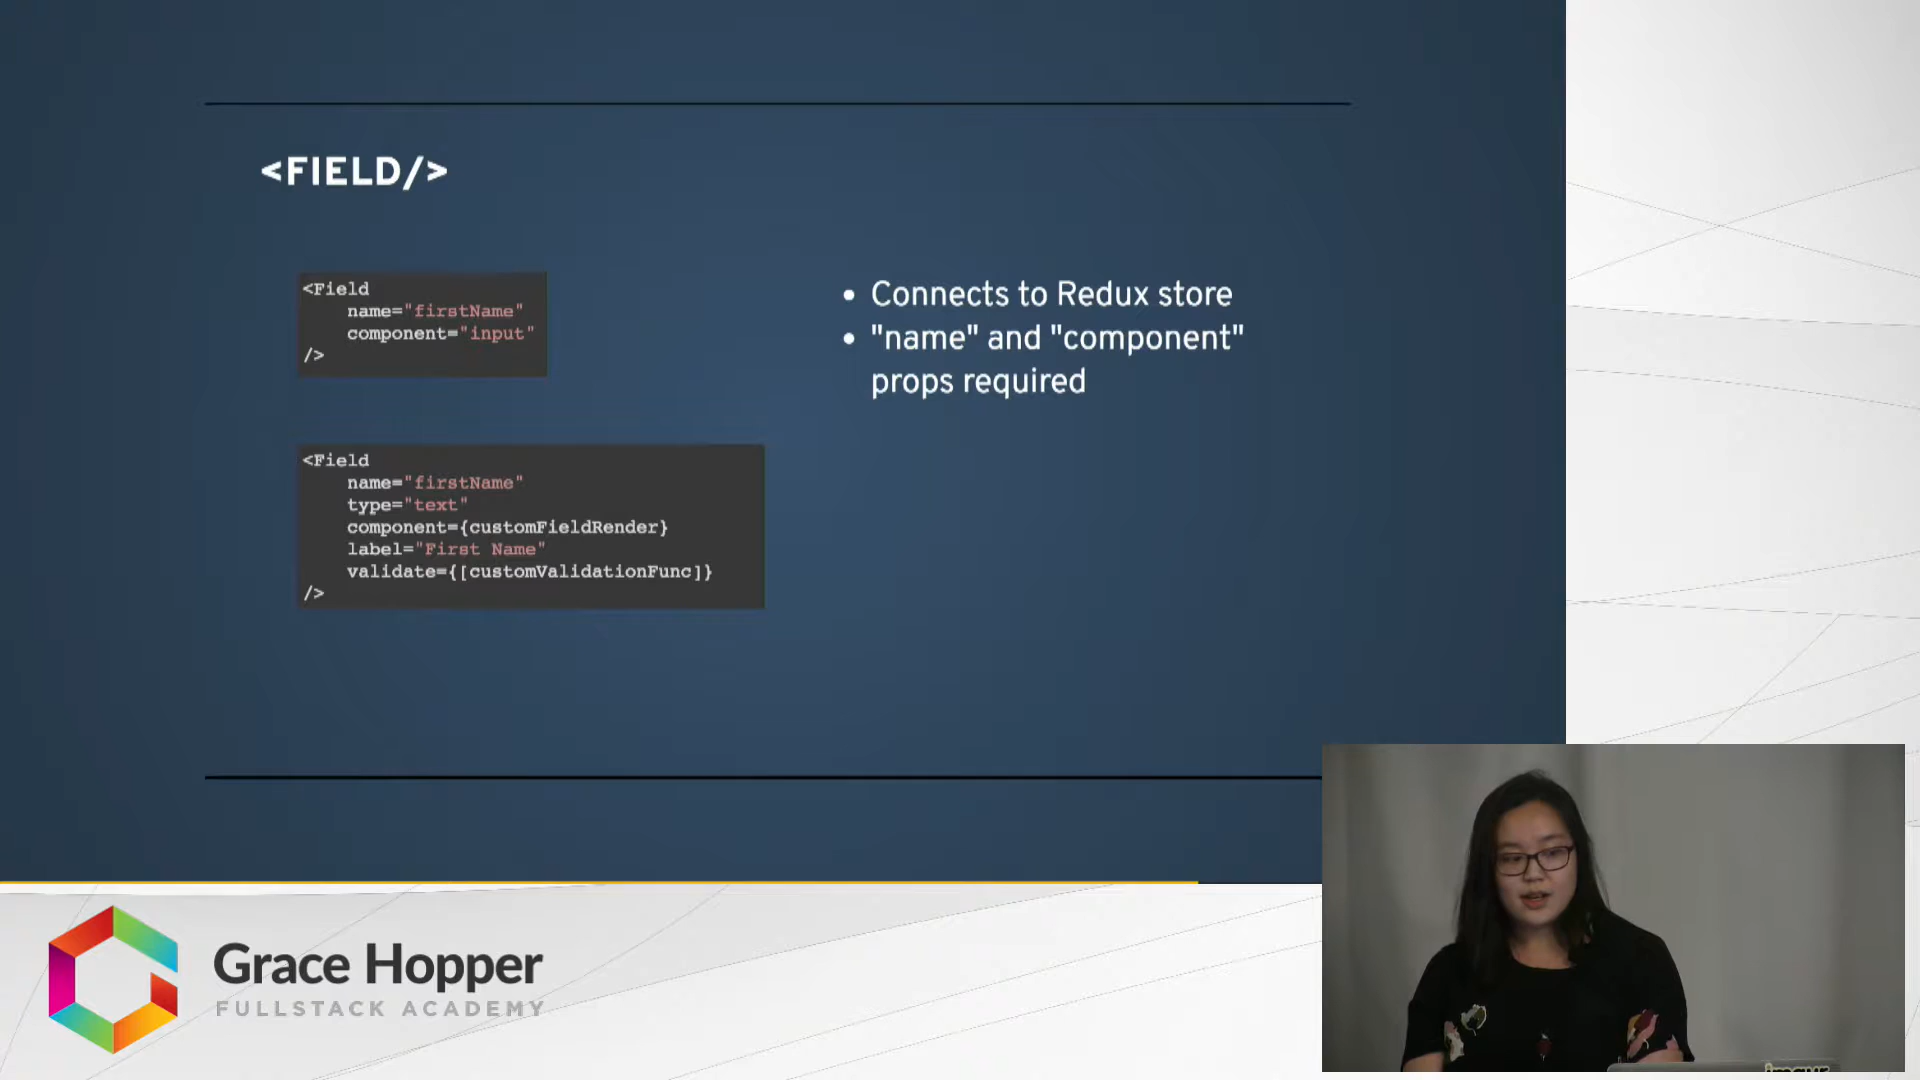 <FIELD/>
<Field
name="firstName"
component="input"
/>
<Field
name="firstName"
type="text"
component={customFieldRender}
label="First Name"
validate={[customValidationFunc]}
/>
• Connects to Redux store
• "name" and "component"
props required
Grace Hopper
FULLSTACK ACADEMY